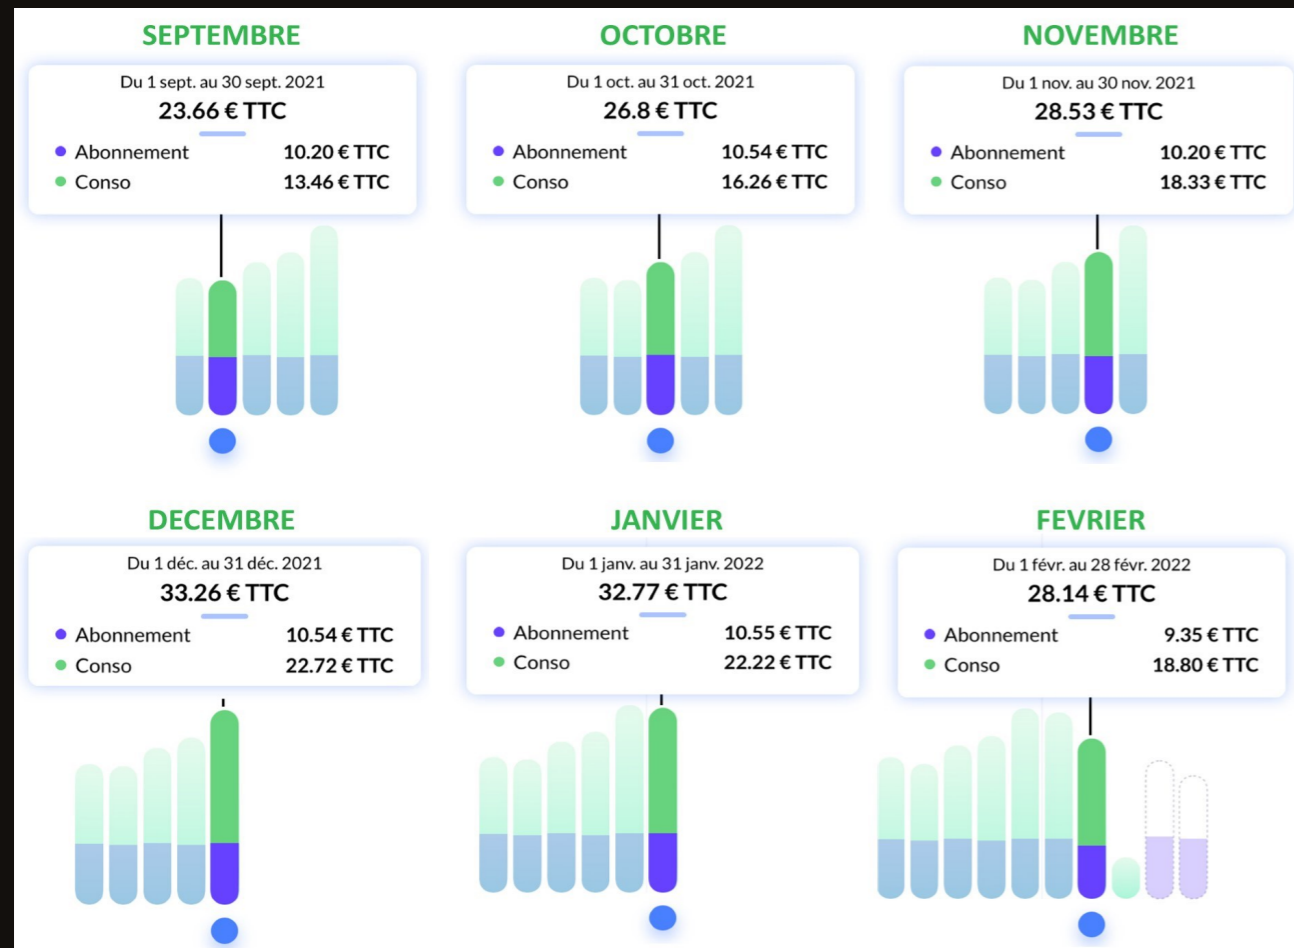 SEPTEMBRE
Du 1 sept. au 30 sept. 2021
23.66 € TTC
Abonnement 10.20 € TTC
Conso 13.46 € TTC
OCTOBRE
Du 1 oct. au 31 oct. 2021
26.8 € TTC
Abonnement 10.54 € TTC
Conso 16.26 € TTC
NOVEMBRE
Du 1 nov. au 30 nov. 2021
28.53 € TTC
Abonnement 10.20 € TTC
Conso 18.33 € TTC
DECEMBRE
Du 1 déc. au 31 déc. 2021
33.26 € TTC
Abonnement 10.54 € TTC
Conso 22.72 € TTC
JANVIER
Du 1 janv. au 31 janv. 2022
32.77 € TTC
Abonnement 10.55 € TTC
Conso 22.22 € TTC
FEVRIER
Du 1 févr. au 28 févr. 2022
28.14 € TTC
Abonnement 9.35 € TTC
Conso 18.80 € TTC